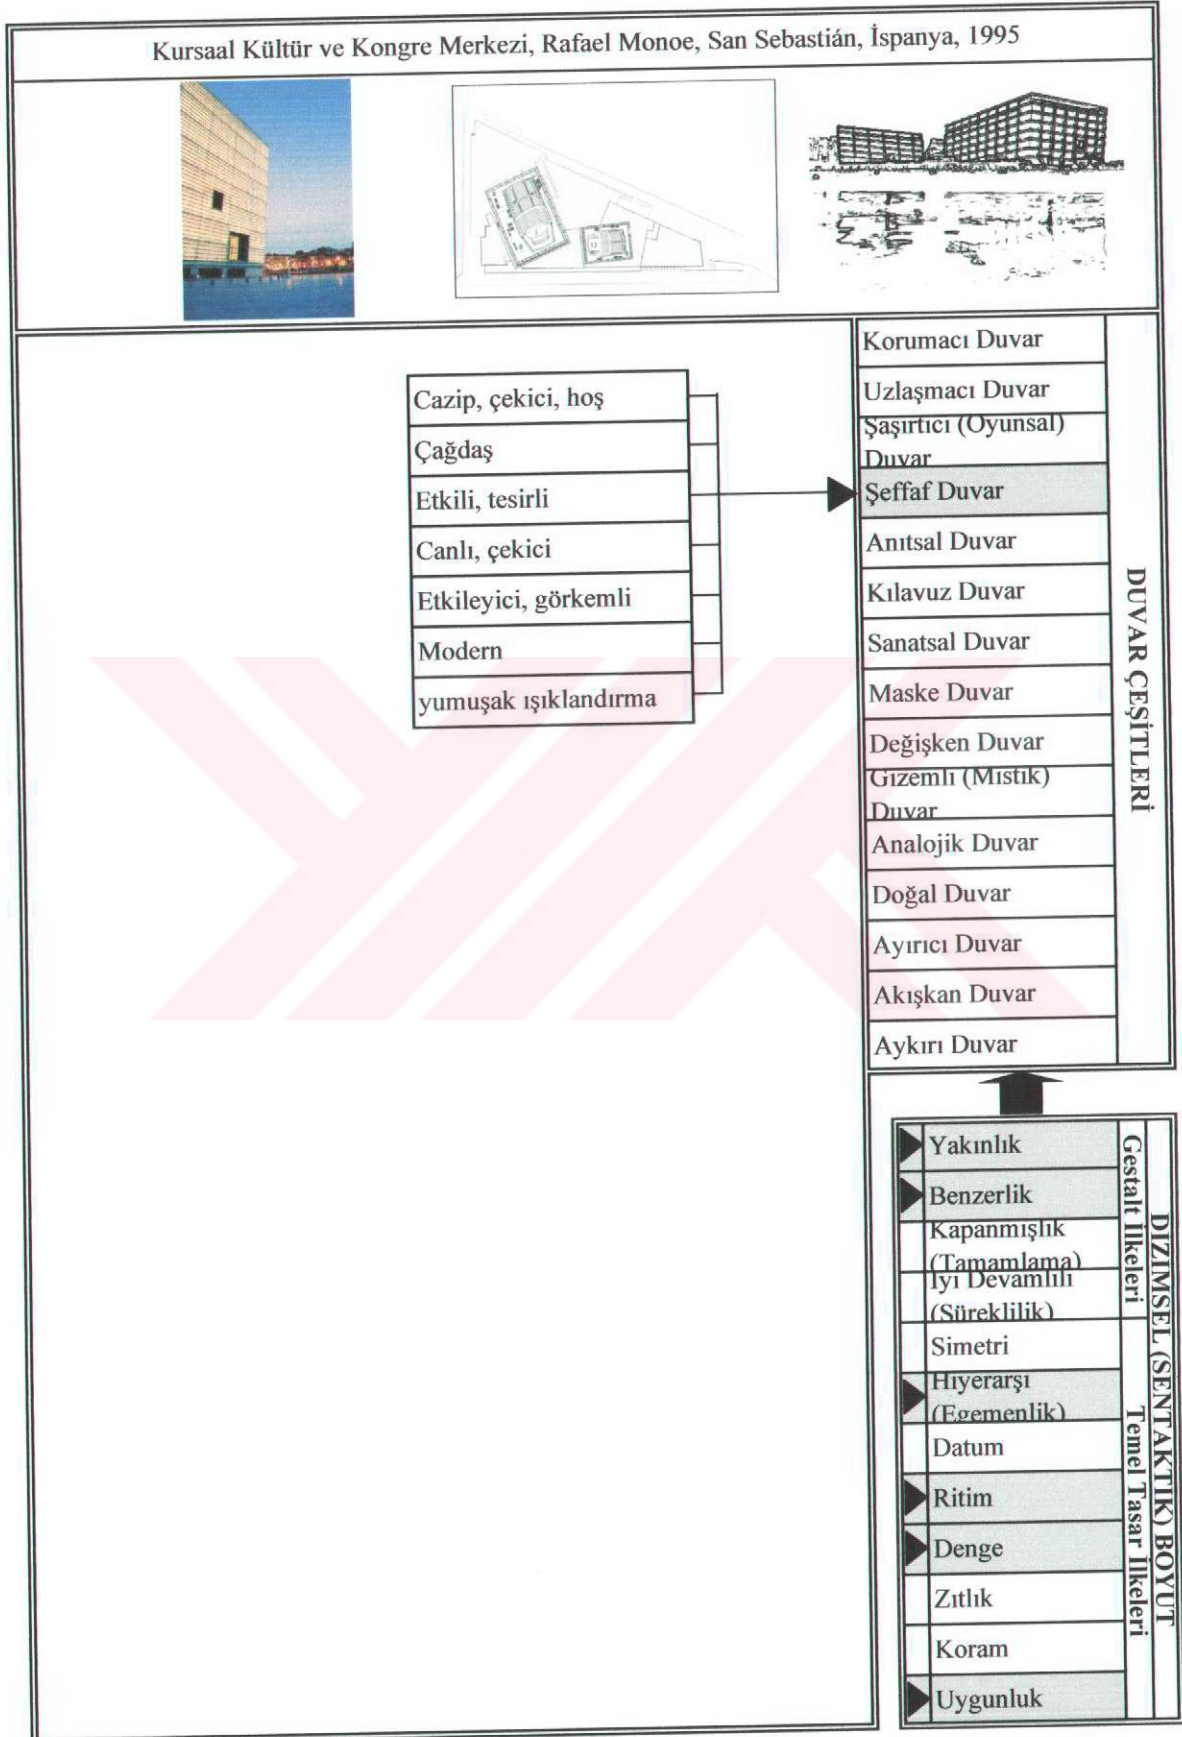 Kursaal Kültür ve Kongre Merkezi, Rafael Monoe, San Sebastián, İspanya, 1995
Cazip, çekici, hoş
Çağdaş
Etkili, tesirli
Canlı, çekici
Etkileyici, görkemli
Modern
yumuşak ışıklandırma
Korumacı Duvar
Uzlaşmacı Duvar
Şaşırtıcı (Oyunsal)
Duvar
Şeffaf Duvar
Anıtsal Duvar
Kılavuz Duvar
Sanatsal Duvar
Maske Duvar
Değişken Duvar
Gizemli (Mistik)
Duvar
Analojik Duvar
Doğal Duvar
Ayırıcı Duvar
Akışkan Duvar
Aykırı Duvar
DUVAR ÇEŞİTLERİ
Yakınlık
Benzerlik
Kapanmışlık
(Tamamlama)
İyi Devamlili
(Süreklilik)
Simetri
Hiyerarşi
(Egemenlik)
Datum
Ritim
Denge
Zıtlık
Koram
Uygunluk
Gestalt İlkeleri
Temel Tasar İlkeleri
DİZİMSEL (SENTAKTIK) BOYUT